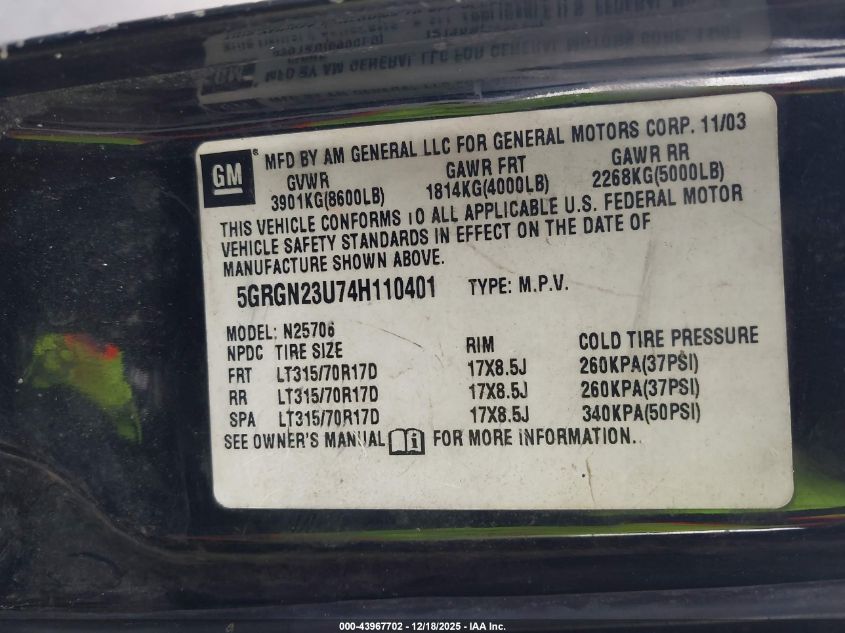 GM® MFD BY AM GENERAL LLC FOR GENERAL MOTORS CORP. 11/03
GVWR GAWR FRT GAWR RR
3901KG(8600LB) 1814KG(4000LB) 2268KG(5000LB)
THIS VEHICLE CONFORMS TO ALL APPLICABLE U.S. FEDERAL MOTOR
VEHICLE SAFETY STANDARDS IN EFFECT ON THE DATE OF
MANUFACTURE SHOWN ABOVE.
5GRGN23U74H110401 TYPE: M.P.V.
MODEL: N25706
NPDC TIRE SIZE RIM COLD TIRE PRESSURE
FRT LT315/70R17D 17X8.5J 260KPA(37PSI)
RR LT315/70R17D 17X8.5J 260KPA(37PSI)
SPA LT315/70R17D 17X8.5J 340KPA(50PSI)
SEE OWNER'S MANUAL FOR MORE INFORMATION.
000-43967702 - 12/18/2025 - IAA Inc.